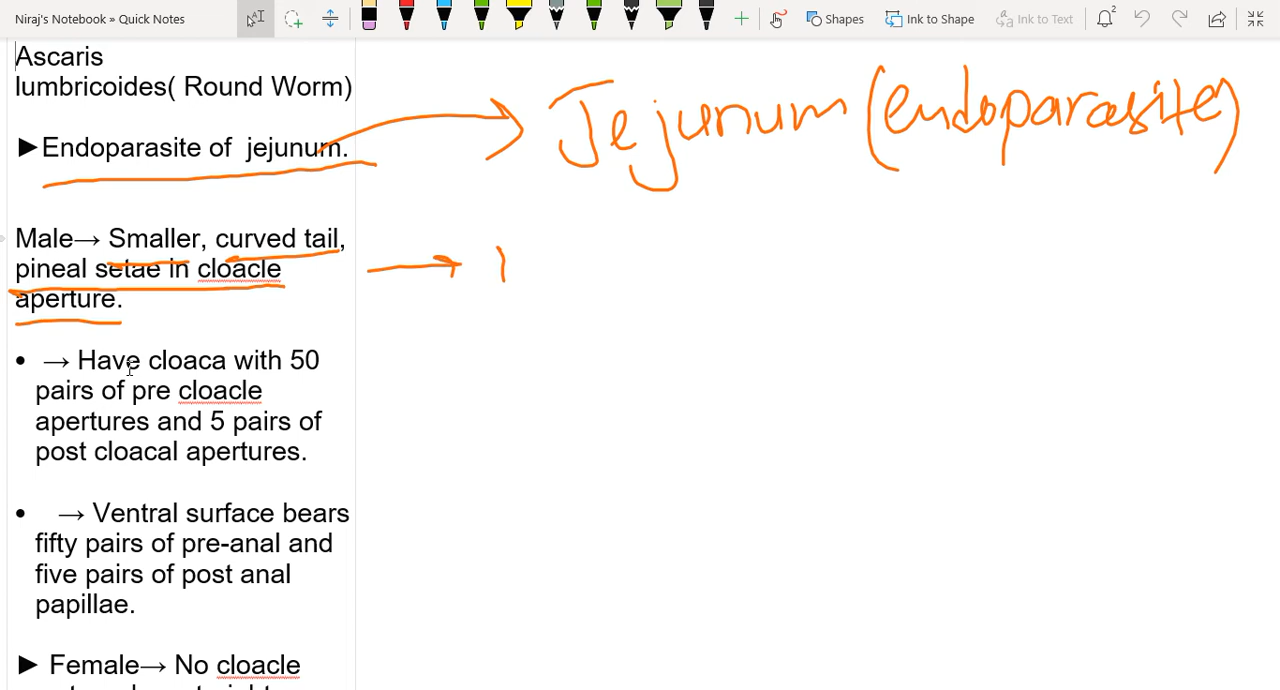 Niraj's Notebook » Quick Notes
Shapes
Ink to Shape
Ink to Text
2
Ascaris
lumbricoides( Round Worm)
Jejunum (endoparasite)
►Endoparasite of jejunum.
Male→ Smaller, curved tail,
pineal setae in cloacle
aperture.
• → Have cloaca with 50
pairs of pre cloacle
apertures and 5 pairs of
post cloacal apertures.
• → Ventral surface bears
fifty pairs of pre-anal and
five pairs of post anal
papillae.
► Female→ No cloacle